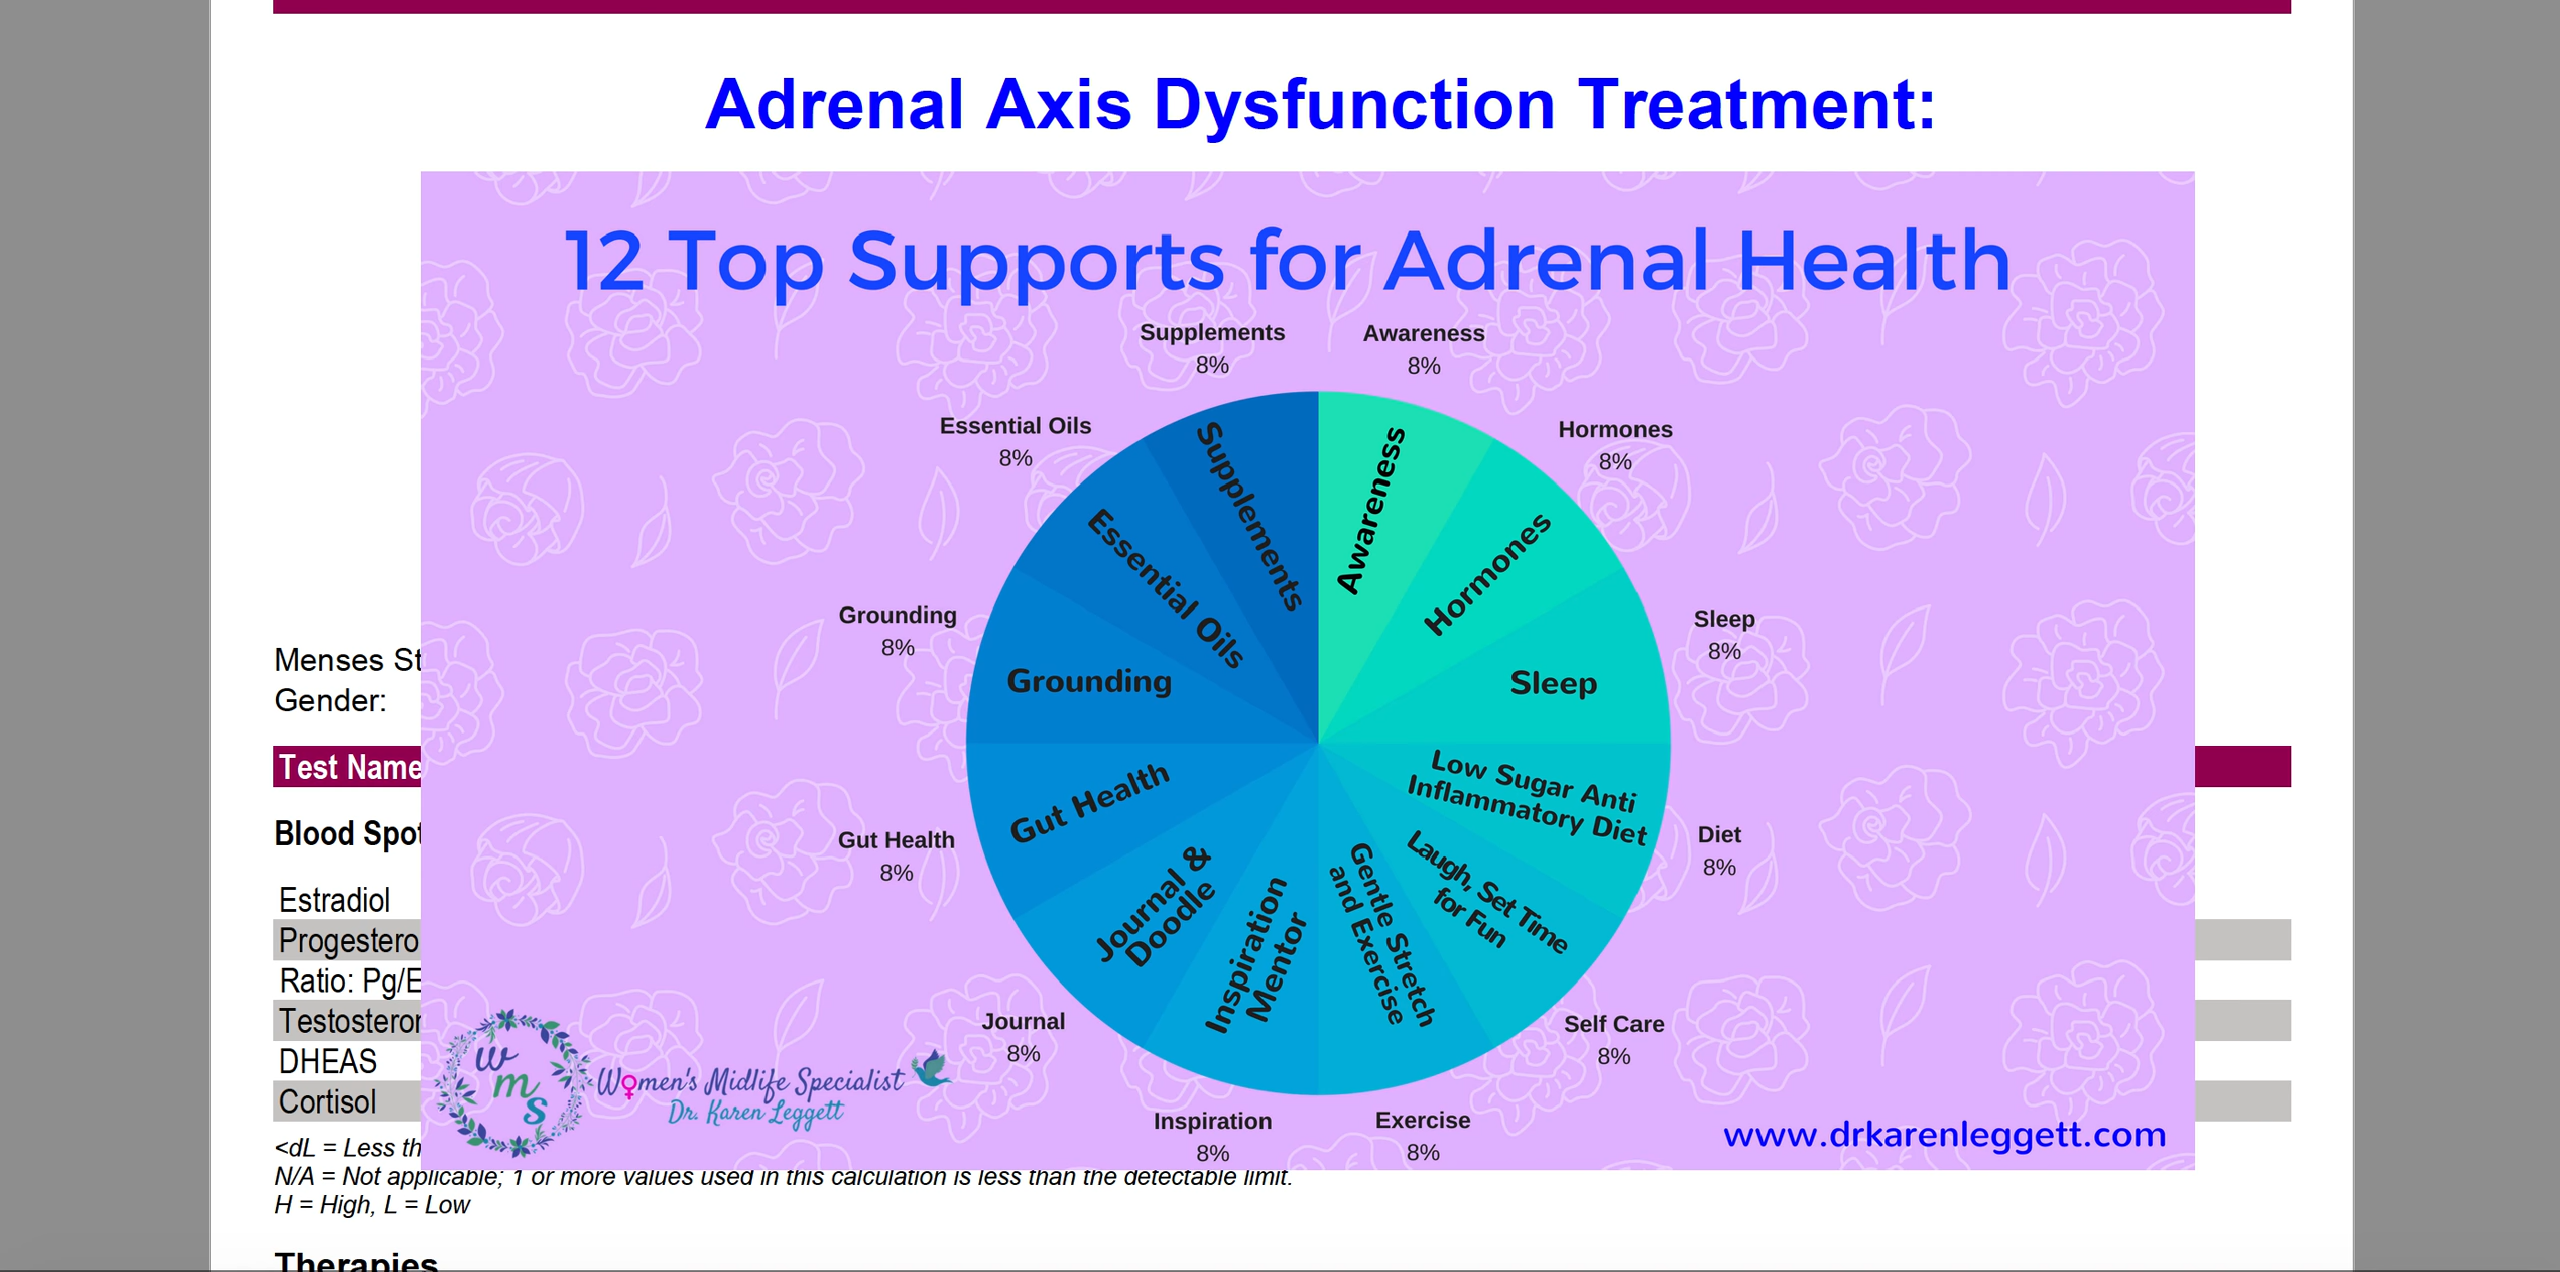 Adrenal Axis Dysfunction Treatment:
12 Top Supports for Adrenal Health
Supplements
8%
Awareness
8%
Essential Oils
8%
Hormones
8%
Grounding
8%
Sleep
8%
Gut Health
8%
Diet
8%
Journal
8%
Self Care
8%
Inspiration
8%
Exercise
8%
Supplements
Awareness
Essential Oils
Hormones
Grounding
Sleep
Gut Health
Low Sugar Anti
Inflammatory Diet
Journal &
Doodle
Inspiration
Mentor
Gentle Stretch
and Exercise
Laugh, Set Time
for Fun
wms
Women's Midlife Specialist
Dr. Karen Leggett
www.drkarenleggett.com
Menses St
Gender:
Test Name
Blood Spot
Estradiol
Progestero
Ratio: Pg/E
Testosteron
DHEAS
Cortisol
<dL = Less th
N/A = Not applicable; 1 or more values used in this calculation is less than the detectable limit.
H = High, L = Low
Therapies